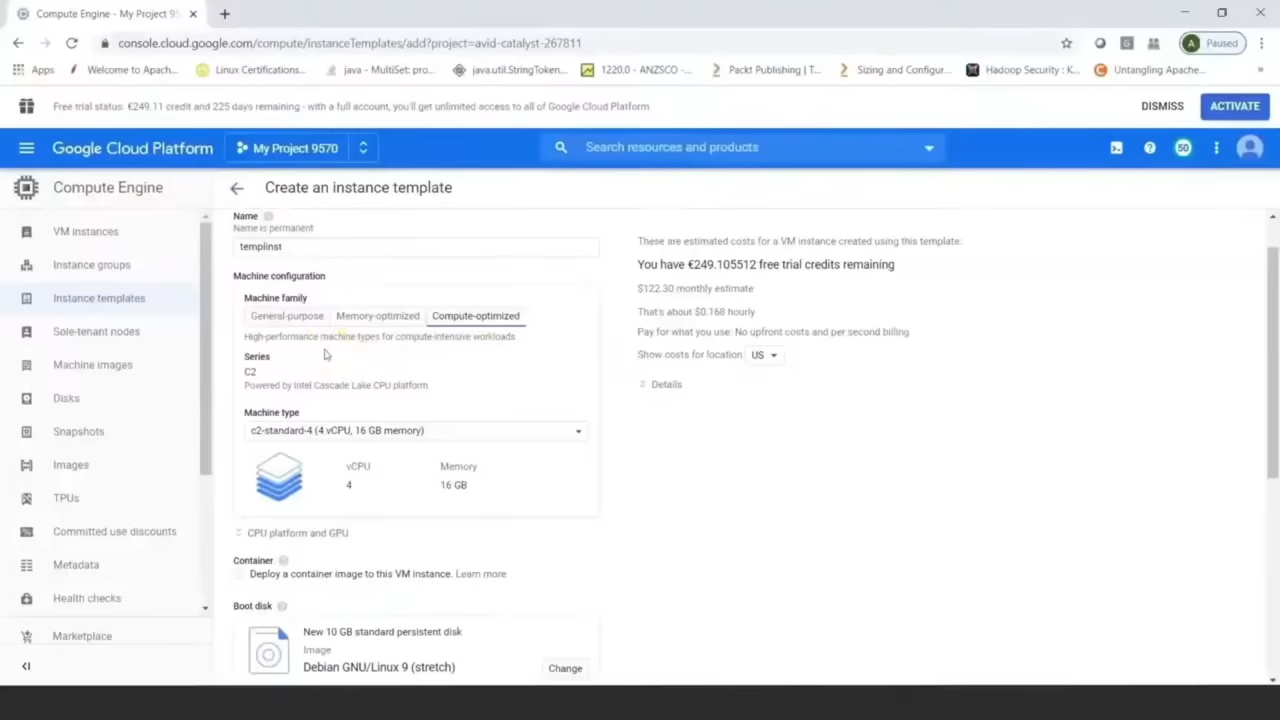 Compute Engine - My Project 95
console.cloud.google.com/compute/instanceTemplates/add?project=avid-catalyst-267811
A Paused
Apps Welcome to Apach... Linux Certifications... java - MultiSet: pro... java.util.StringToken... 1220.0 - ANZSCO -... Packt Publishing | T... Sizing and Configur... Hadoop Security : K... Untangling Apache...
Free trial status: €249.11 credit and 225 days remaining - with a full account, you'll get unlimited access to all of Google Cloud Platform.
DISMISS
ACTIVATE
Google Cloud Platform
My Project 9570
Search resources and products
50
Compute Engine
VM instances
Instance groups
Instance templates
Sole-tenant nodes
Machine images
Disks
Snapshots
Images
TPUs
Committed use discounts
Metadata
Health checks
Marketplace
Create an instance template
Name
Name is permanent
templinst
Machine configuration
Machine family
General-purpose Memory-optimized Compute-optimized
High-performance machine types for compute-intensive workloads
Series
C2
Powered by Intel Cascade Lake CPU platform
Machine type
c2-standard-4 (4 vCPU, 16 GB memory)
vCPU Memory
4 16 GB
CPU platform and GPU
Container
Deploy a container image to this VM instance. Learn more
Boot disk
New 10 GB standard persistent disk
Image
Debian GNU/Linux 9 (stretch)
Change
These are estimated costs for a VM instance created using this template:
You have €249.105512 free trial credits remaining
$122.30 monthly estimate
That's about $0.168 hourly
Pay for what you use: No upfront costs and per second billing
Show costs for location US
Details